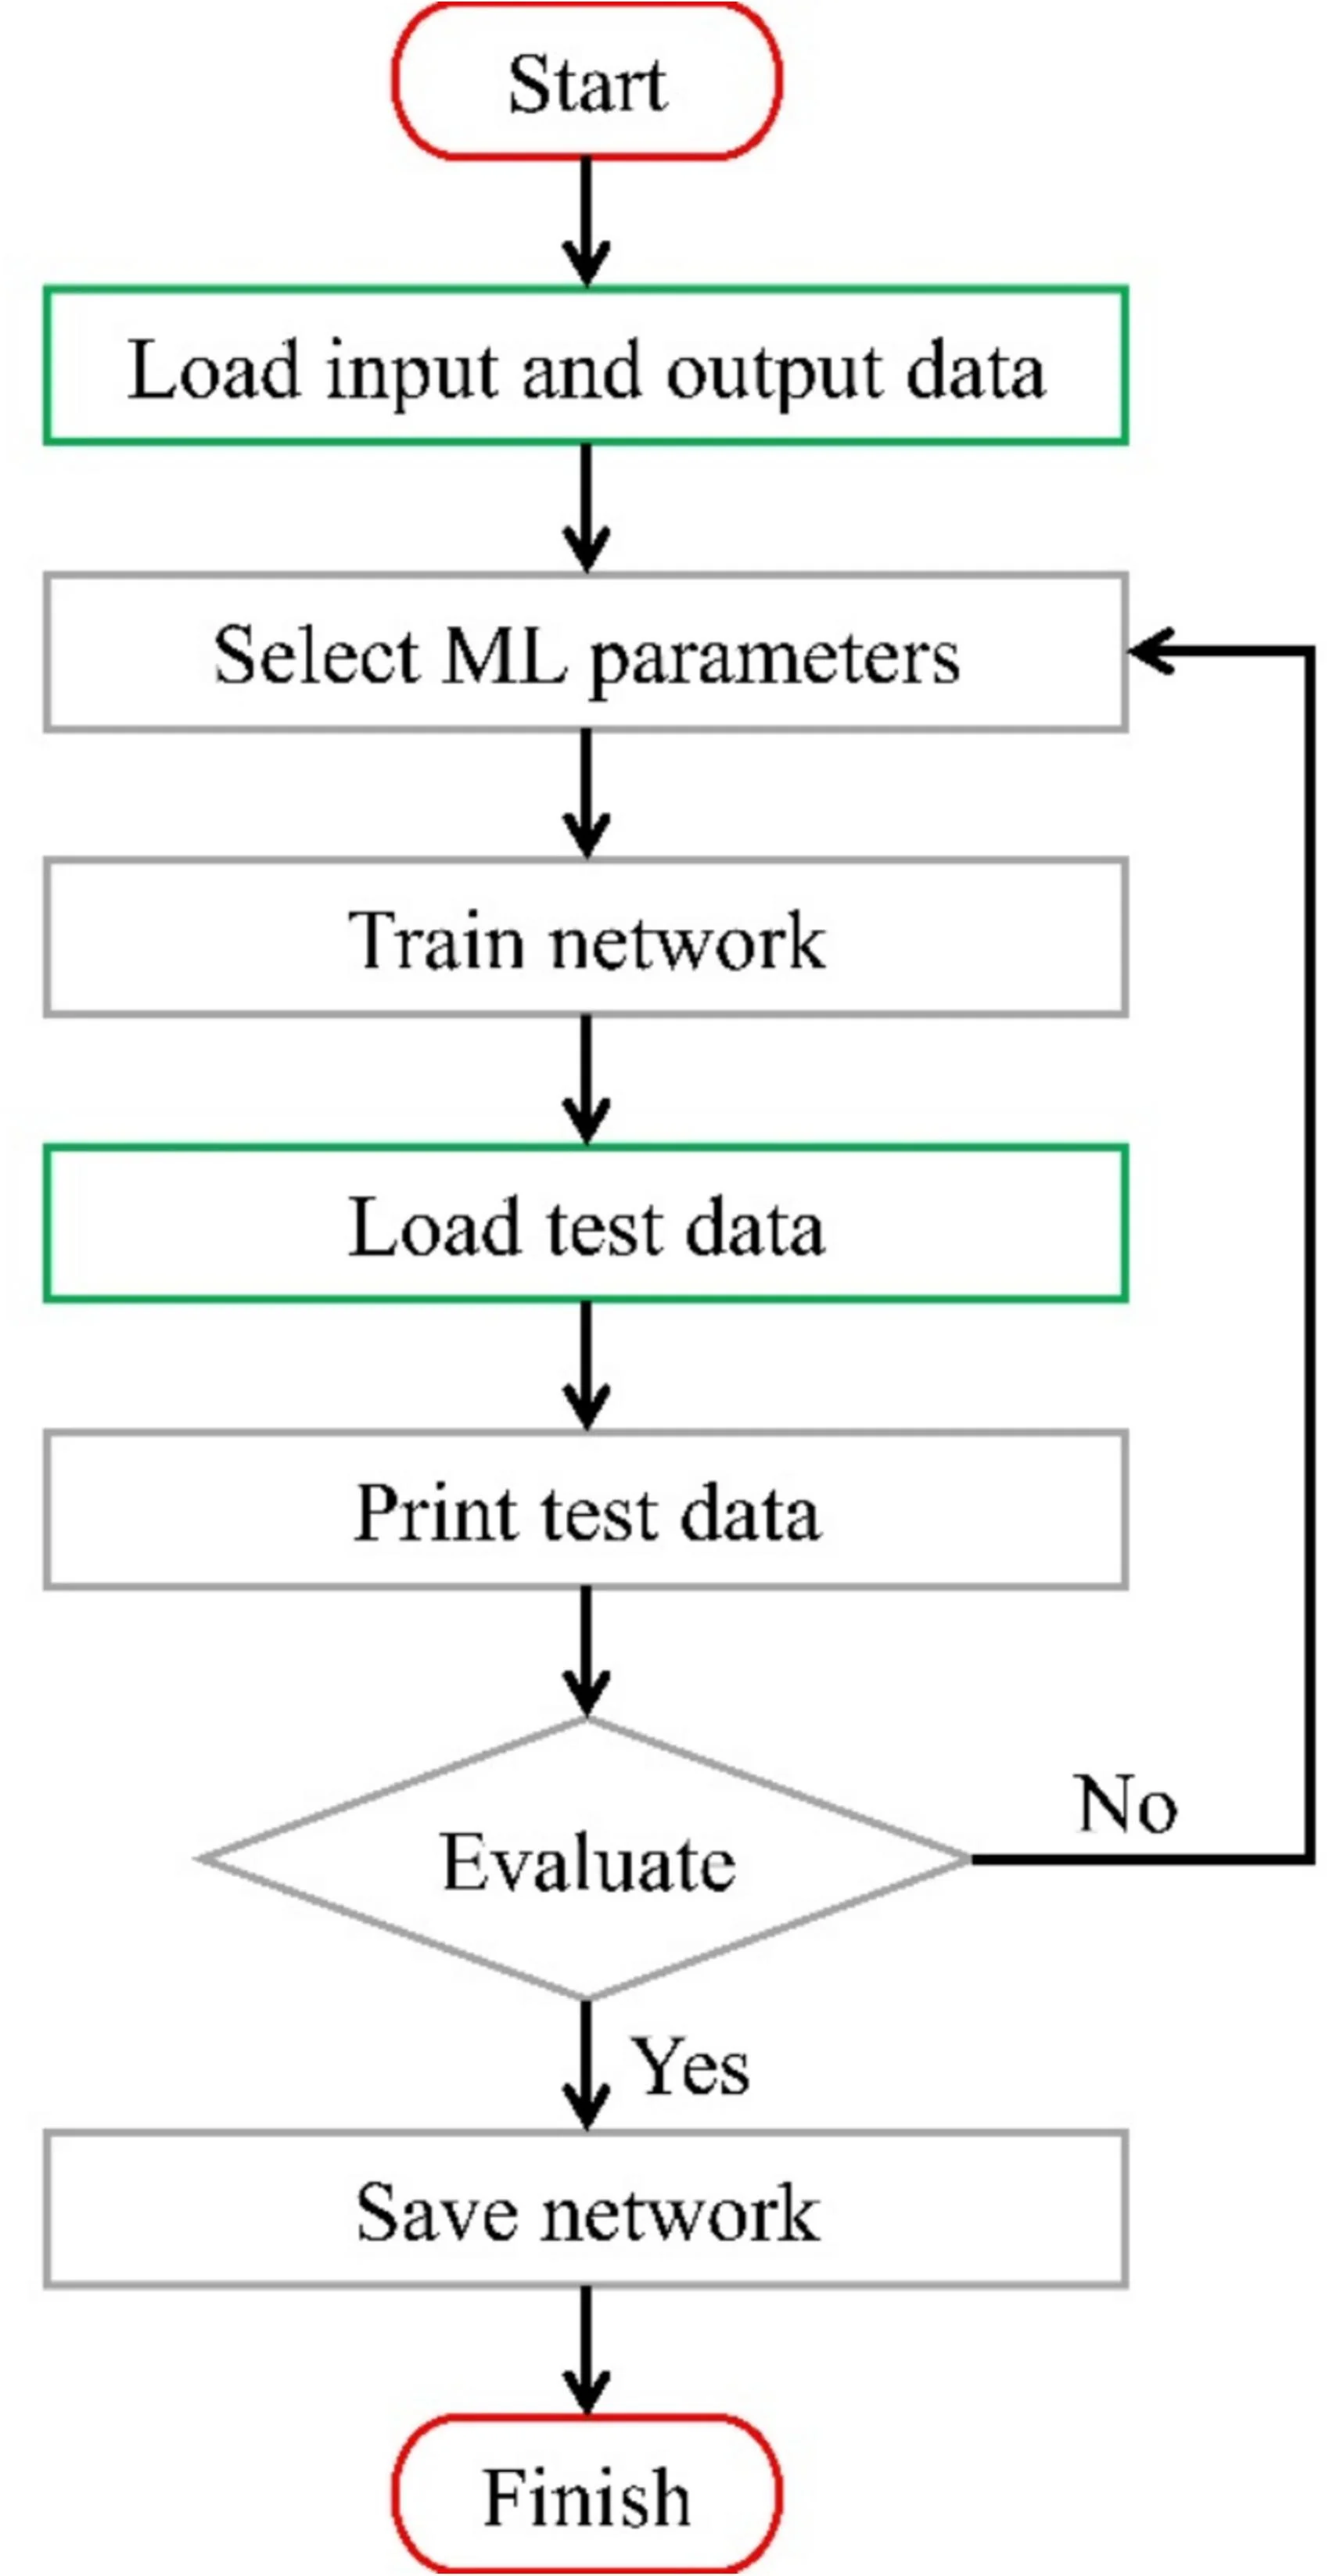 Start
Load input and output data
Select ML parameters
Train network
Load test data
Print test data
Evaluate
No
Yes
Save network
Finish